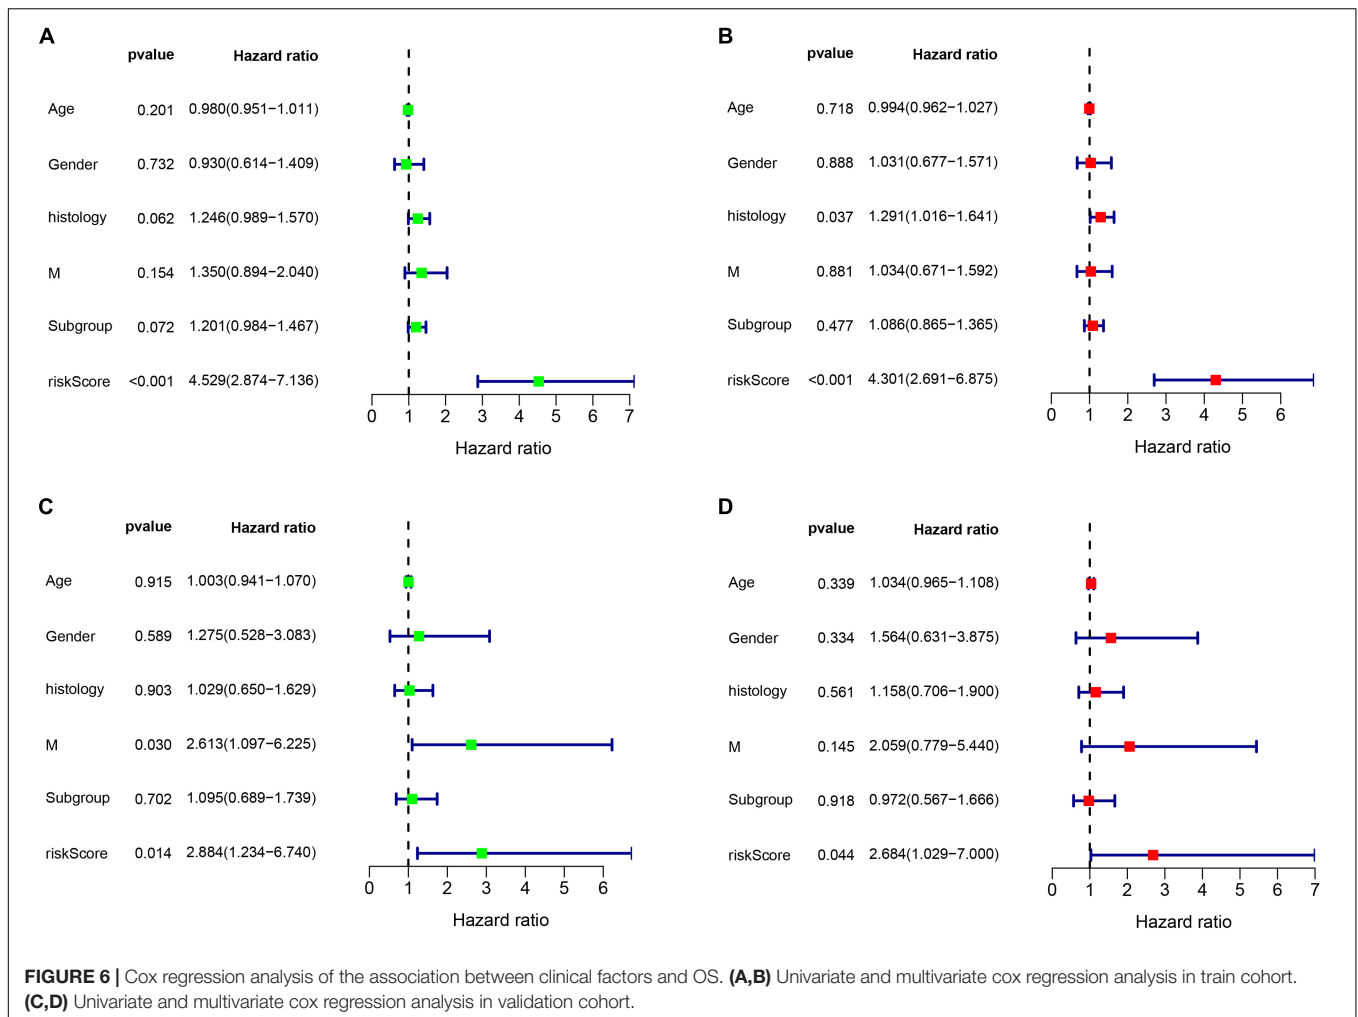 A
pvalue Hazard ratio
Age 0.201 0.980(0.951−1.011)
Gender 0.732 0.930(0.614−1.409)
histology 0.062 1.246(0.989−1.570)
M 0.154 1.350(0.894−2.040)
Subgroup 0.072 1.201(0.984−1.467)
riskScore <0.001 4.529(2.874−7.136)
0 1 2 3 4 5 6 7
Hazard ratio
B
pvalue Hazard ratio
Age 0.718 0.994(0.962−1.027)
Gender 0.888 1.031(0.677−1.571)
histology 0.037 1.291(1.016−1.641)
M 0.881 1.034(0.671−1.592)
Subgroup 0.477 1.086(0.865−1.365)
riskScore <0.001 4.301(2.691−6.875)
0 1 2 3 4 5 6
Hazard ratio
C
pvalue Hazard ratio
Age 0.915 1.003(0.941−1.070)
Gender 0.589 1.275(0.528−3.083)
histology 0.903 1.029(0.650−1.629)
M 0.030 2.613(1.097−6.225)
Subgroup 0.702 1.095(0.689−1.739)
riskScore 0.014 2.884(1.234−6.740)
0 1 2 3 4 5 6
Hazard ratio
D
pvalue Hazard ratio
Age 0.339 1.034(0.965−1.108)
Gender 0.334 1.564(0.631−3.875)
histology 0.561 1.158(0.706−1.900)
M 0.145 2.059(0.779−5.440)
Subgroup 0.918 0.972(0.567−1.666)
riskScore 0.044 2.684(1.029−7.000)
0 1 2 3 4 5 6 7
Hazard ratio
FIGURE 6 | Cox regression analysis of the association between clinical factors and OS. (A,B) Univariate and multivariate cox regression analysis in train cohort.
(C,D) Univariate and multivariate cox regression analysis in validation cohort.